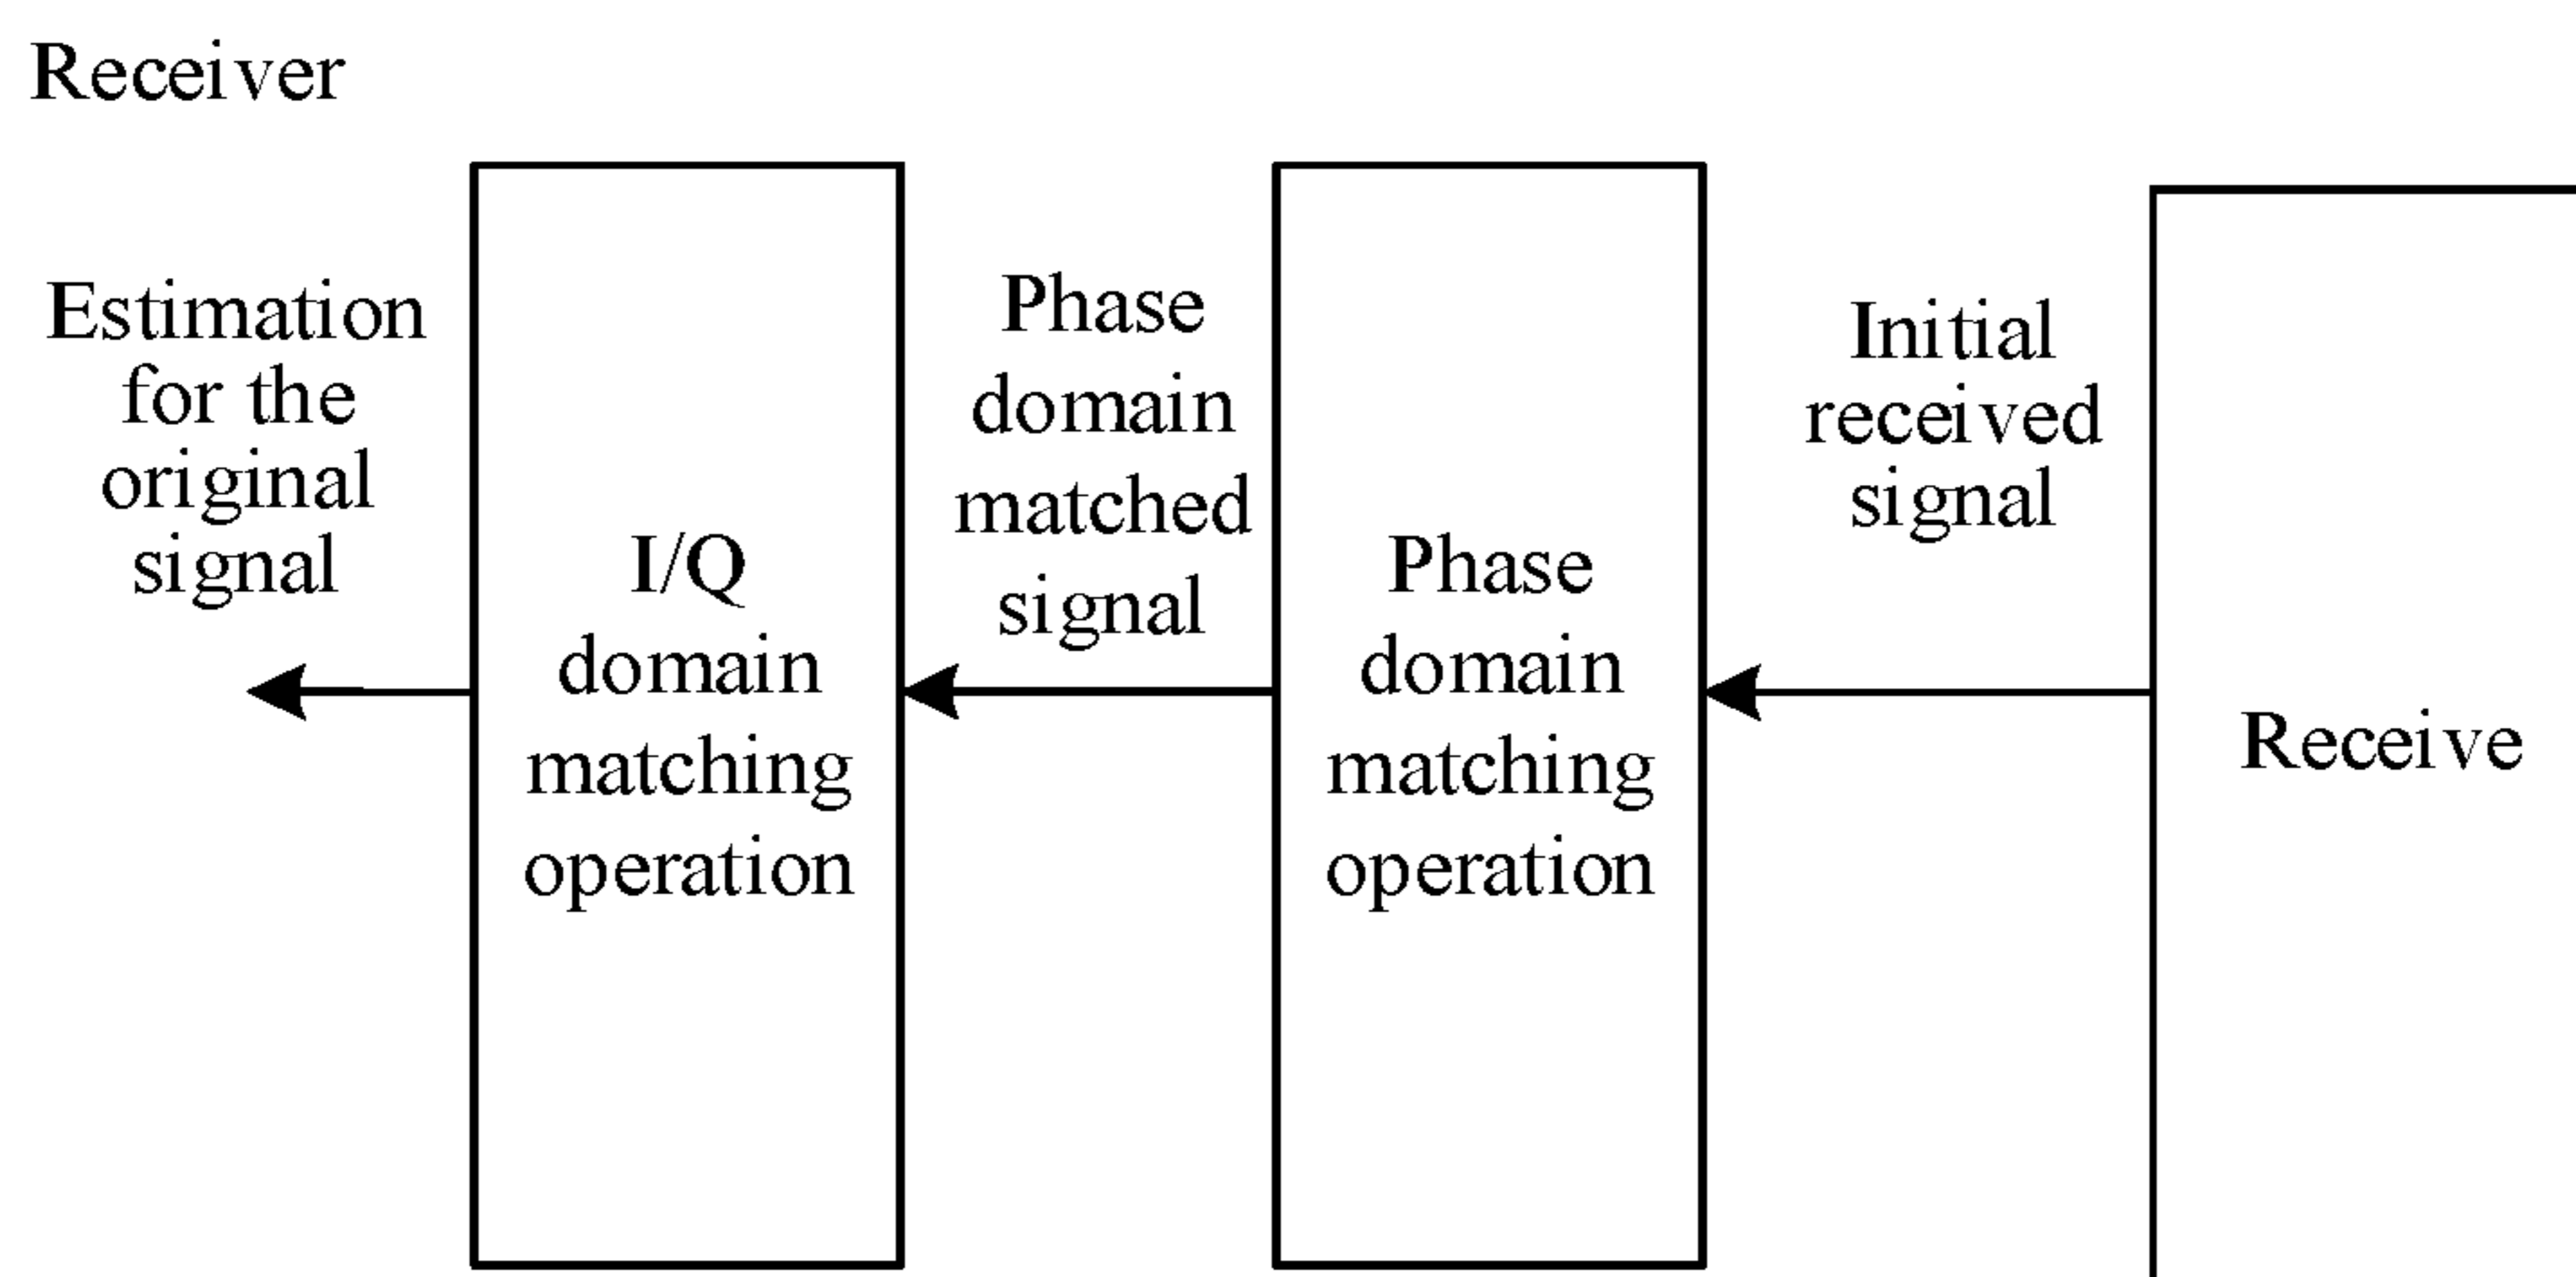 Receiver
Estimation
for the
original
signal
I/Q
domain
matching
operation
Phase
domain
matched
signal
Phase
domain
matching
operation
Initial
received
signal
Receive